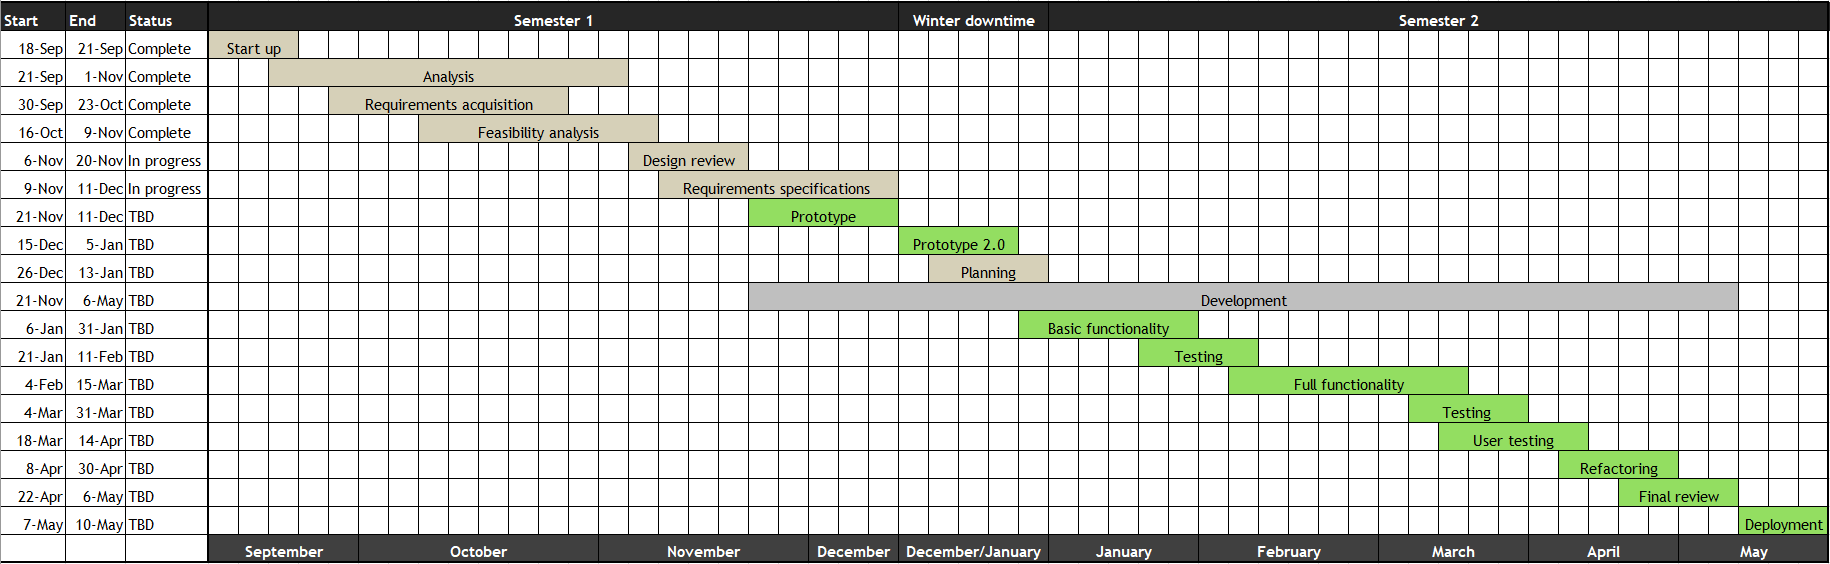 Start End Status Semester 1 Winter downtime Semester 2
18-Sep 21-Sep Complete Start up
21-Sep 1-Nov Complete Analysis
30-Sep 23-Oct Complete Requirements acquisition
16-Oct 9-Nov Complete Feasibility analysis
6-Nov 20-Nov In progress Design review
9-Nov 11-Dec In progress Requirements specifications
21-Nov 11-Dec TBD Prototype
15-Dec 5-Jan TBD Prototype 2.0
26-Dec 13-Jan TBD Planning
21-Nov 6-May TBD Development
6-Jan 31-Jan TBD Basic functionality
21-Jan 11-Feb TBD Testing
4-Feb 15-Mar TBD Full functionality
4-Mar 31-Mar TBD Testing
18-Mar 14-Apr TBD User testing
8-Apr 30-Apr TBD Refactoring
22-Apr 6-May TBD Final review
7-May 10-May TBD Deployment
September October November December December/January January February March April May